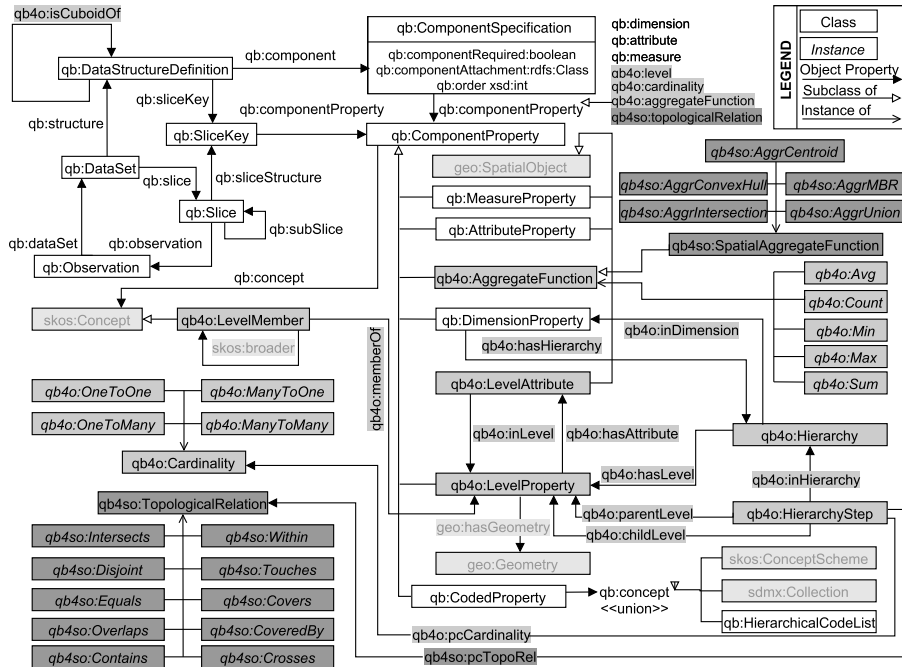 qb4o:isCuboidOf
qb:DataStructureDefinition
qb:component
qb:ComponentSpecification
qb:componentRequired:boolean
qb:componentAttachment:rdfs:Class
qb:order xsd:int
qb:dimension
qb:attribute
qb:measure
qb4o:level
qb4o:cardinality
qb4o:aggregateFunction
qb4so:topologicalRelation
LEGEND
Class
Instance
Object Property
Subclass of
Instance of
qb:sliceKey
qb:structure
qb:componentProperty
qb:componentProperty
qb:SliceKey
qb:ComponentProperty
qb:DataSet
qb:slice
qb:sliceStructure
qb:Slice
qb:subSlice
qb:dataSet
qb:observation
qb:Observation
qb:concept
geo:SpatialObject
qb:MeasureProperty
qb:AttributeProperty
qb4so:AggrCentroid
qb4so:AggrConvexHull
qb4so:AggrMBR
qb4so:AggrIntersection
qb4so:AggrUnion
qb4so:SpatialAggregateFunction
qb4o:AggregateFunction
qb4o:Avg
qb4o:Count
qb4o:Min
qb4o:Max
qb4o:Sum
skos:Concept
qb4o:LevelMember
skos:broader
qb4o:memberOf
qb:DimensionProperty
qb4o:inDimension
qb4o:hasHierarchy
qb4o:OneToOne
qb4o:ManyToOne
qb4o:OneToMany
qb4o:ManyToMany
qb4o:Cardinality
qb4o:LevelAttribute
qb4o:inLevel
qb4o:hasAttribute
qb4o:Hierarchy
qb4o:hasLevel
qb4o:inHierarchy
qb4o:LevelProperty
qb4o:parentLevel
qb4o:HierarchyStep
qb4o:childLevel
geo:hasGeometry
geo:Geometry
qb4so:TopologicalRelation
qb4so:Intersects
qb4so:Within
qb4so:Disjoint
qb4so:Touches
qb4so:Equals
qb4so:Covers
qb4so:Overlaps
qb4so:CoveredBy
qb4so:Contains
qb4so:Crosses
qb:CodedProperty
qb:concept
<<union>>
skos:ConceptScheme
sdmx:Collection
qb:HierarchicalCodeList
qb4o:pcCardinality
qb4so:pcTopoRel